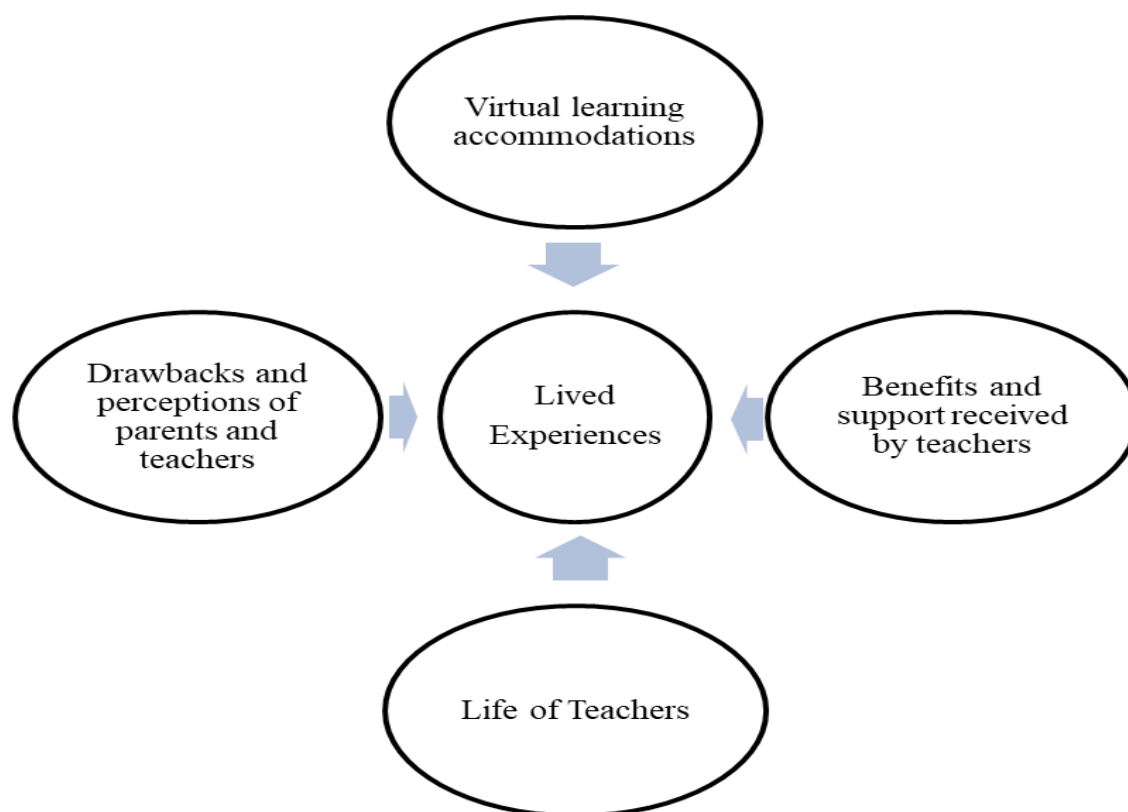 Virtual learning
accommodations
Drawbacks and
perceptions of
parents and
teachers
Lived
Experiences
Benefits and
support received
by teachers
Life of Teachers